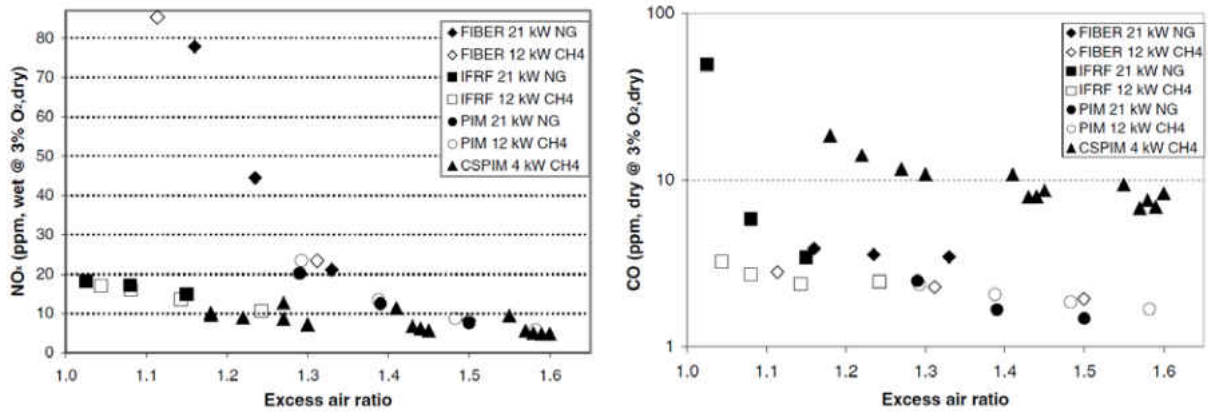 NOx (ppm, wet @ 3% O2,dry)
80
70
60
50
40
30
20
10
0
1.0 1.1 1.2 1.3 1.4 1.5 1.6
Excess air ratio
FIBER 21 kW NG
FIBER 12 kW CH4
IFRF 21 kW NG
IFRF 12 kW CH4
PIM 21 kW NG
PIM 12 kW CH4
CSPIM 4 kW CH4
CO (ppm, dry @ 3% O2,dry)
100
10
1
1.0 1.1 1.2 1.3 1.4 1.5 1.6
Excess air ratio
FIBER 21 kW NG
FIBER 12 kW CH4
IFRF 21 kW NG
IFRF 12 kW CH4
PIM 21 kW NG
PIM 12 kW CH4
CSPIM 4 kW CH4